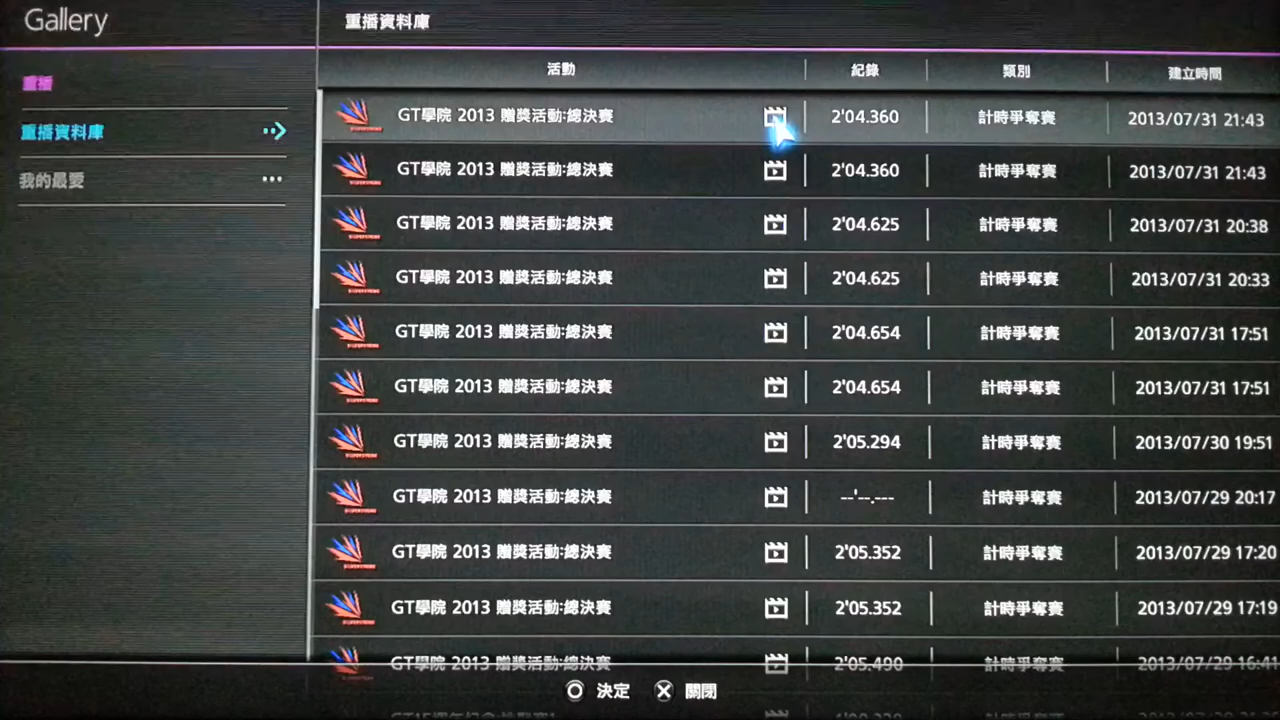 Gallery
重播資料庫
重播
重播資料庫
我的最愛
活動 紀錄 類別 建立時間
GT學院 2013 贈獎活動:總決賽 2'04.360 計時爭奪賽 2013/07/31 21:43
GT學院 2013 贈獎活動:總決賽 2'04.360 計時爭奪賽 2013/07/31 21:43
GT學院 2013 贈獎活動:總決賽 2'04.625 計時爭奪賽 2013/07/31 20:38
GT學院 2013 贈獎活動:總決賽 2'04.625 計時爭奪賽 2013/07/31 20:33
GT學院 2013 贈獎活動:總決賽 2'04.654 計時爭奪賽 2013/07/31 17:51
GT學院 2013 贈獎活動:總決賽 2'04.654 計時爭奪賽 2013/07/31 17:51
GT學院 2013 贈獎活動:總決賽 2'05.294 計時爭奪賽 2013/07/30 19:51
GT學院 2013 贈獎活動:總決賽 --'--.--- 計時爭奪賽 2013/07/29 20:17
GT學院 2013 贈獎活動:總決賽 2'05.352 計時爭奪賽 2013/07/29 17:20
GT學院 2013 贈獎活動:總決賽 2'05.352 計時爭奪賽 2013/07/29 17:19
GT學院 2013 贈獎活動:總決賽 2'05.490 計時爭奪賽 2013/07/29 16:41
決定 關閉